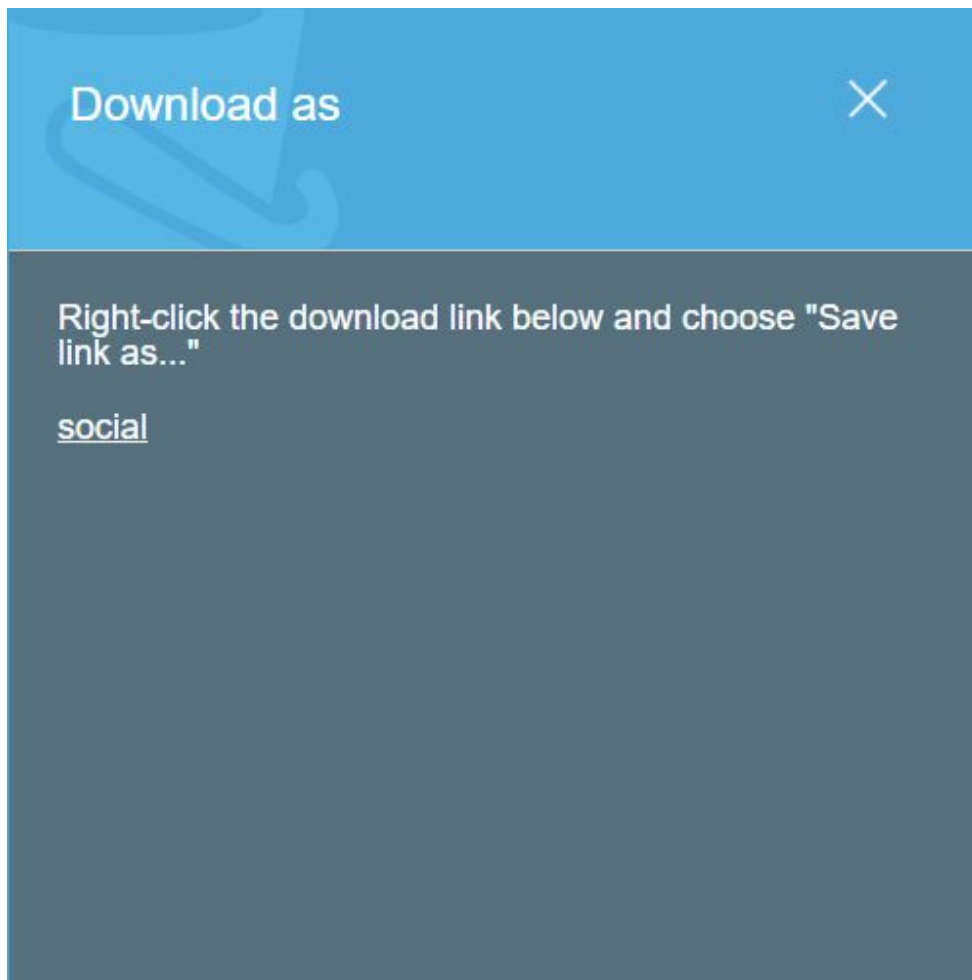 Download as
Right-click the download link below and choose "Save
link as..."
social